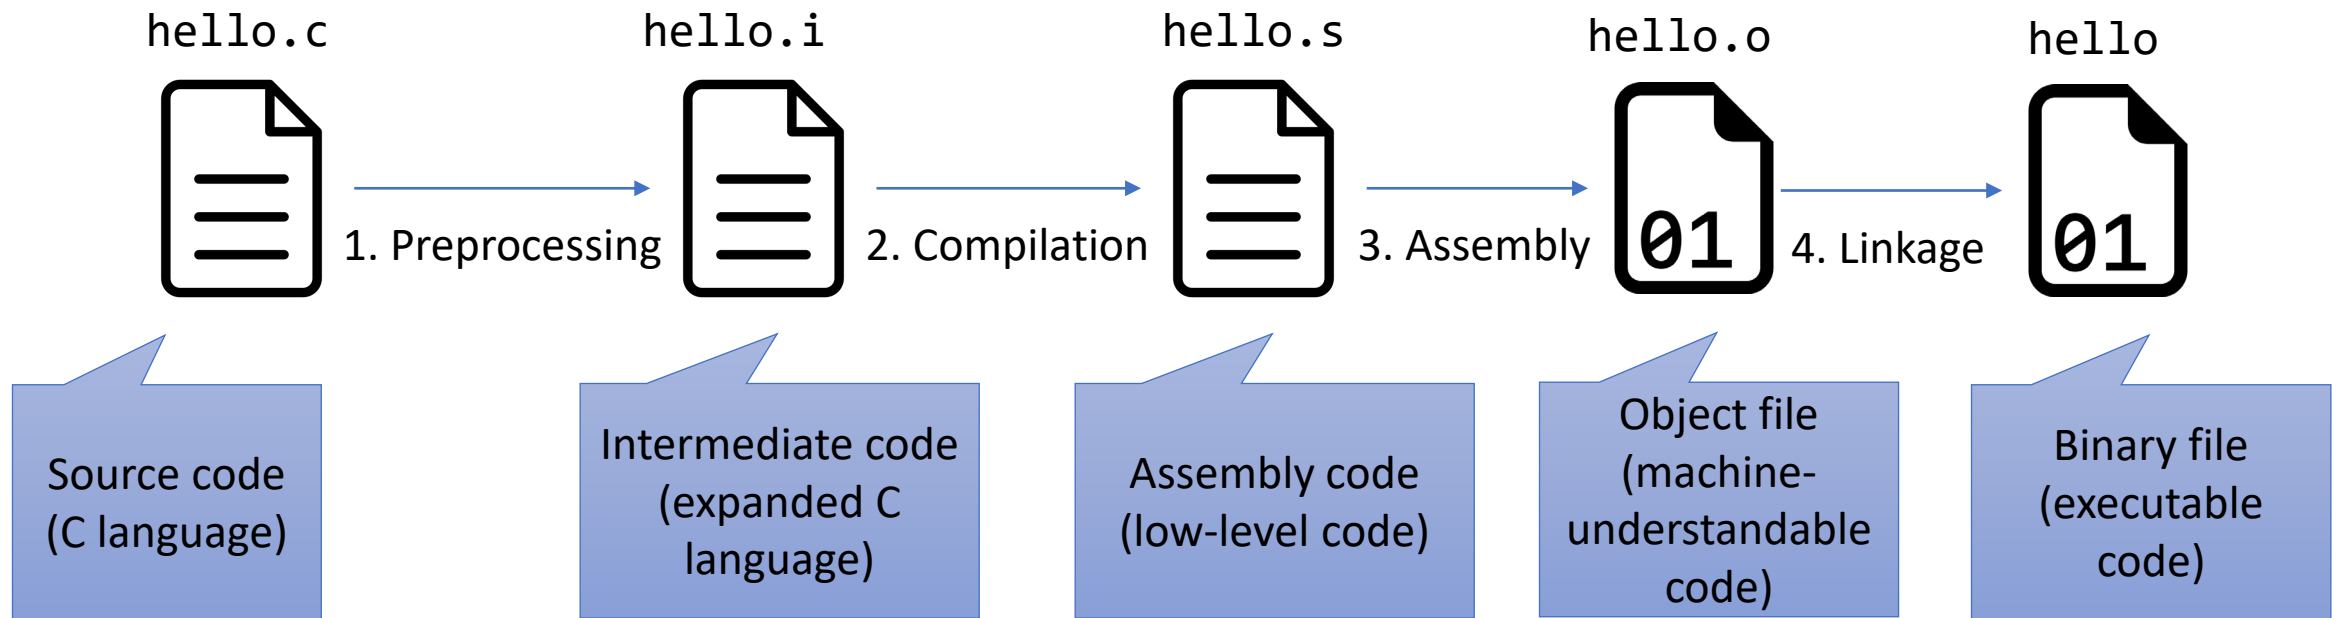 hello.c
hello.i
hello.s
hello.o
hello
1. Preprocessing
2. Compilation
3. Assembly
01
4. Linkage
01
Source code
(C language)
Intermediate code
(expanded C
language)
Assembly code
(low-level code)
Object file
(machine-
understandable
code)
Binary file
(executable
code)